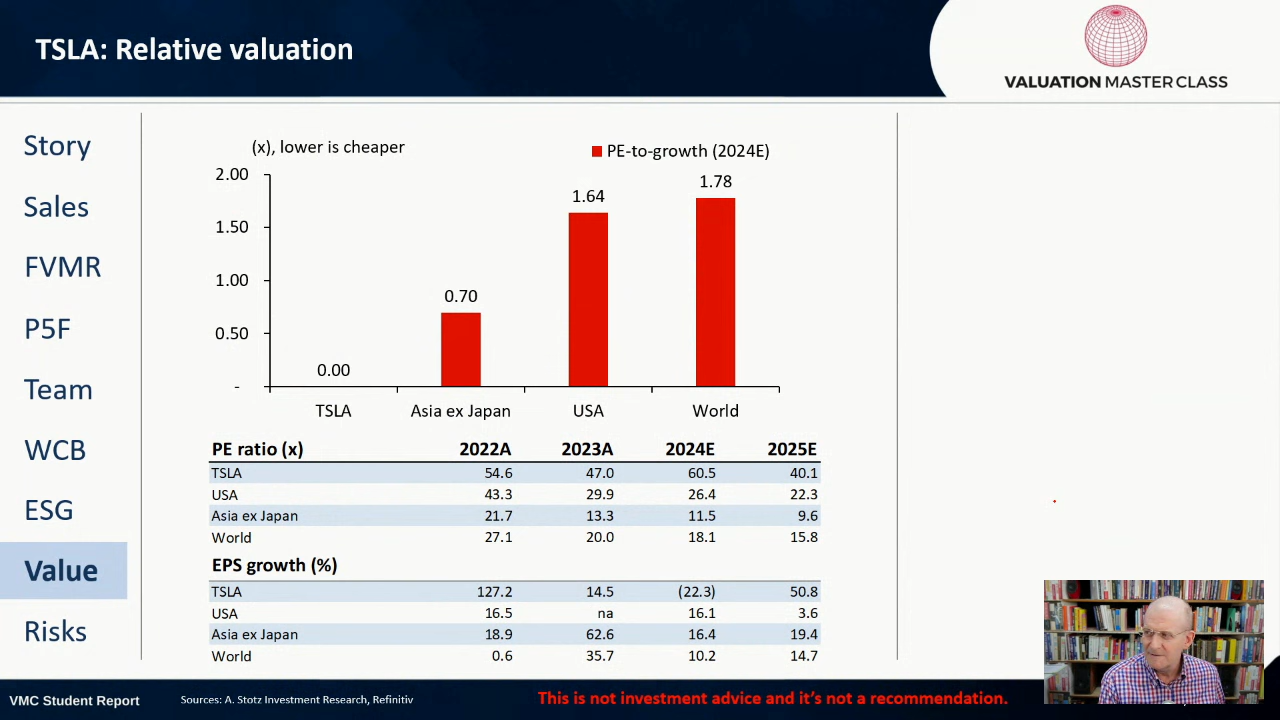 TSLA: Relative valuation
VALUATION MASTER CLASS
Story
Sales
FVMR
P5F
Team
WCB
ESG
Value
Risks
(x), lower is cheaper
PE-to-growth (2024E)
2.00
1.50
1.00
0.50
-
0.00
0.70
1.64
1.78
TSLA Asia ex Japan USA World
PE ratio (x) 2022A 2023A 2024E 2025E
TSLA 54.6 47.0 60.5 40.1
USA 43.3 29.9 26.4 22.3
Asia ex Japan 21.7 13.3 11.5 9.6
World 27.1 20.0 18.1 15.8
EPS growth (%)
TSLA 127.2 14.5 (22.3) 50.8
USA 16.5 na 16.1 3.6
Asia ex Japan 18.9 62.6 16.4 19.4
World 0.6 35.7 10.2 14.7
VMC Student Report
Sources: A. Stotz Investment Research, Refinitiv
This is not investment advice and it's not a recommendation.